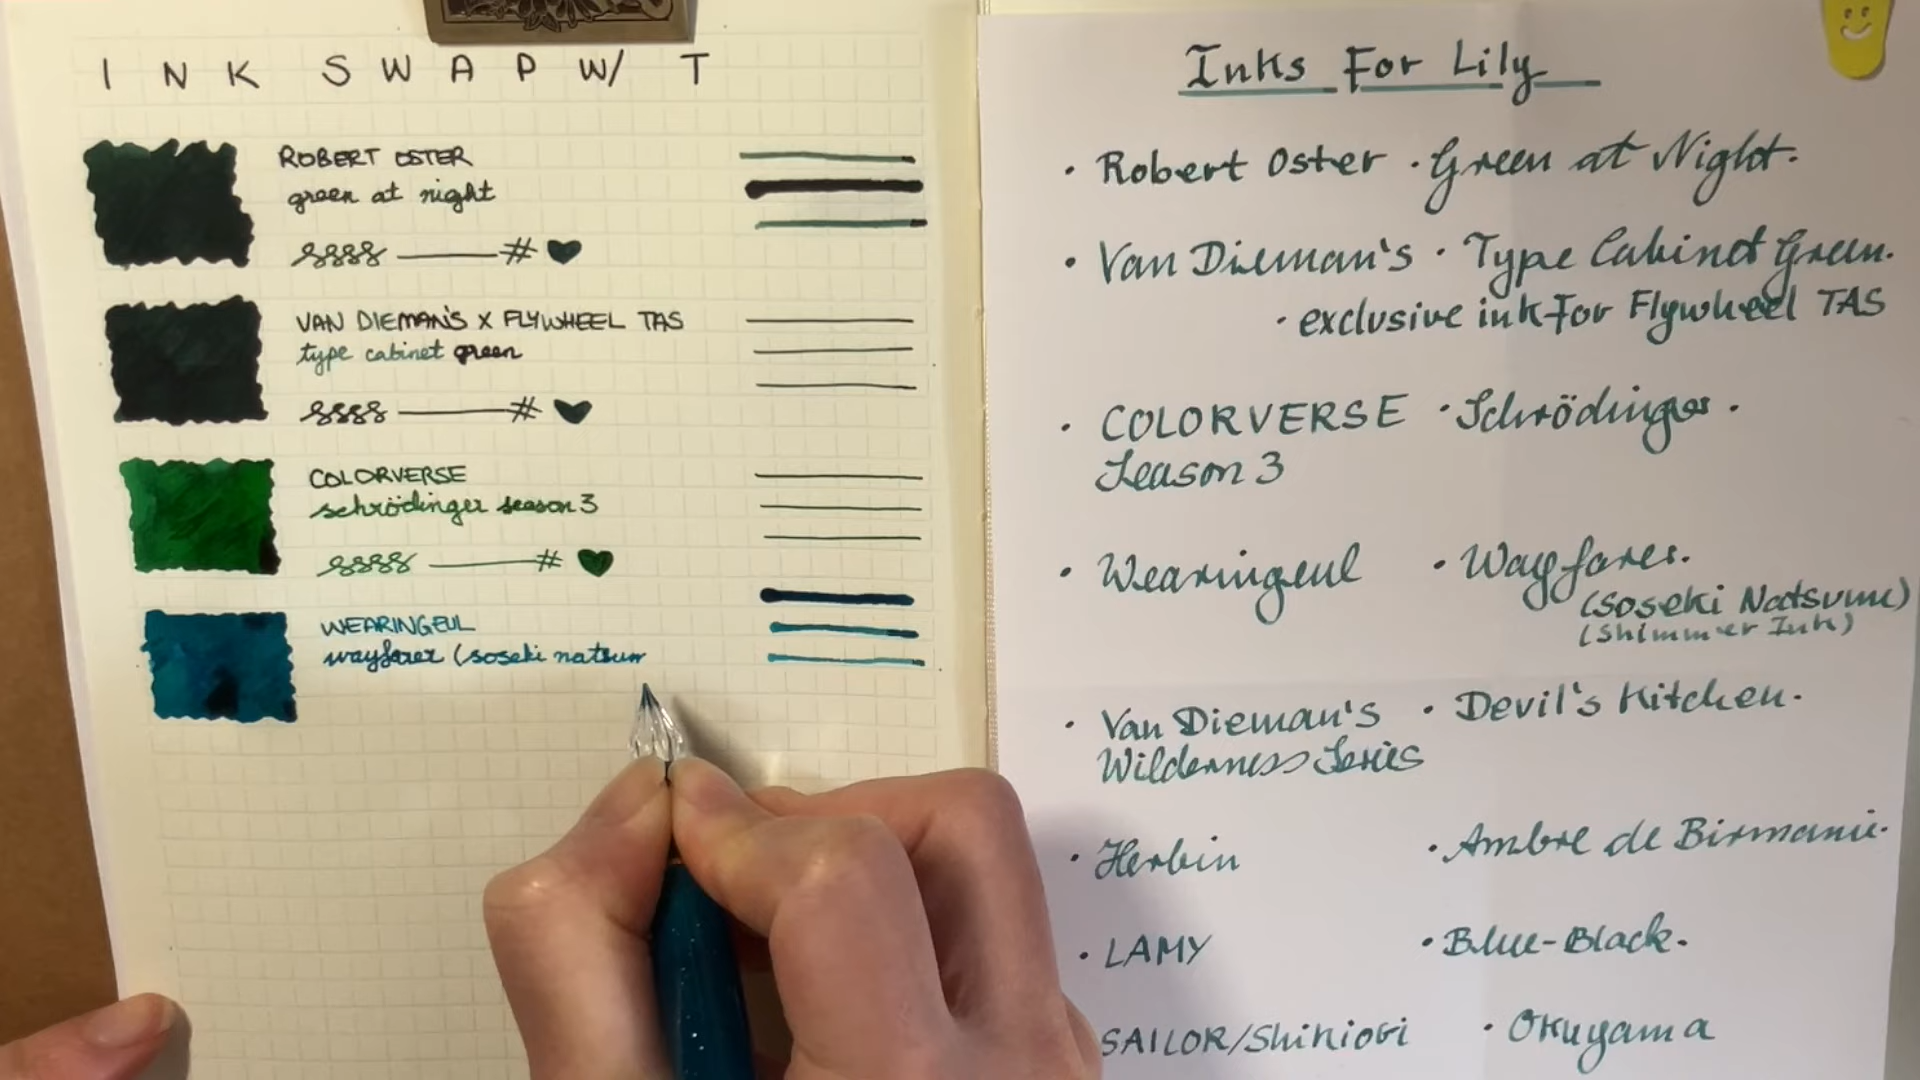 INK SWAP W/ T
ROBERT OSTER
green at night
ssss #
VAN DIEMAN'S X FLYWHEEL TAS
type cabinet green
ssss #
COLORVERSE
schrödinger season 3
ssss #
WEARINGEUL
wayfarer (soseki natsum
Inks For Lily
· Robert Oster · Green at Night.
· Van Dieman's · Type Cabinet Green.
· exclusive ink for Flywheel TAS
· COLORVERSE · Schrödinger ·
Season 3
· Wearingeul · Wayfarer.
(Soseki Natsume)
(Shimmer Ink)
· Van Dieman's · Devil's Kitchen.
Wilderness Series
· Herbin · Ambre de Birmanie.
· LAMY · Blue-Black.
SAILOR/Shikiori · Okuyama